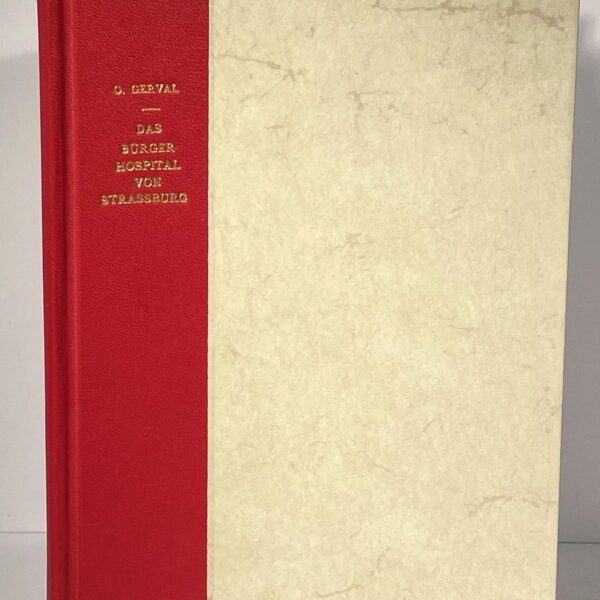 O. GERVAL
DAS
BÜRGER
HOSPITAL
VON
STRASSBURG